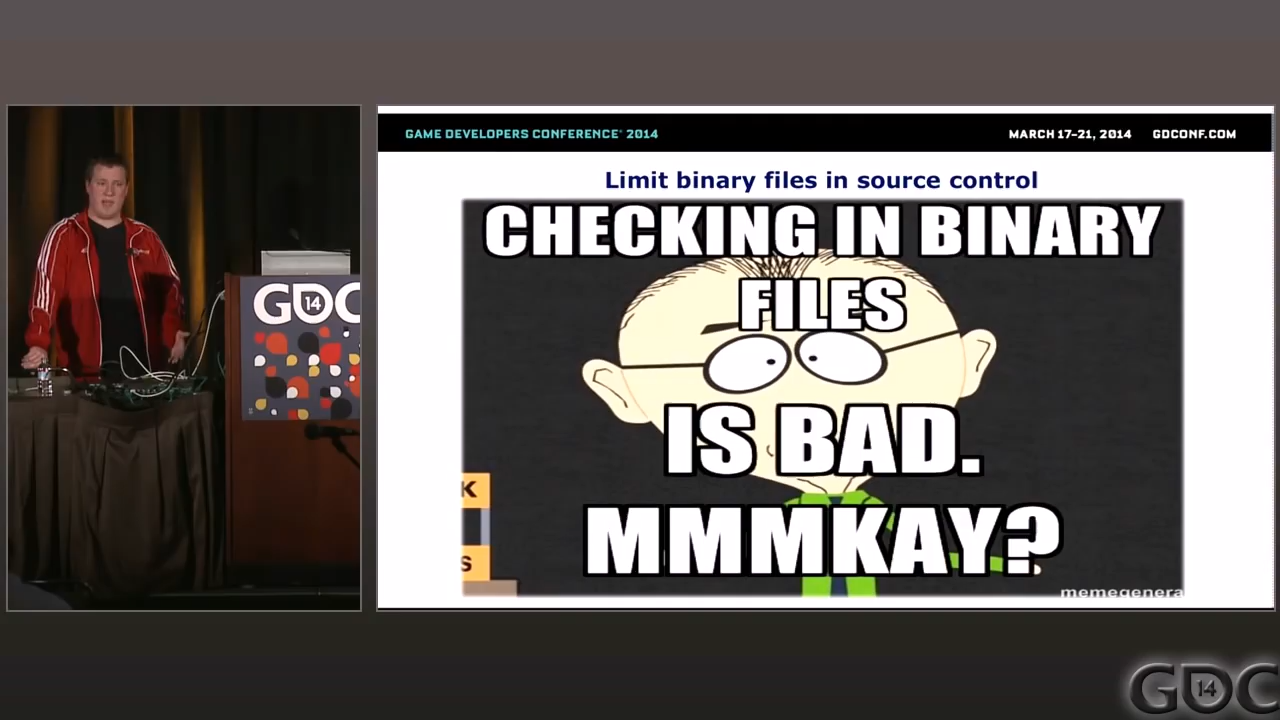 GAME DEVELOPERS CONFERENCE 2014
MARCH 17-21, 2014 GDCONF.COM
Limit binary files in source control
CHECKING IN BINARY
FILES
IS BAD.
MMMKAY?
K
S
memegenera
GDC
14
GDC
14